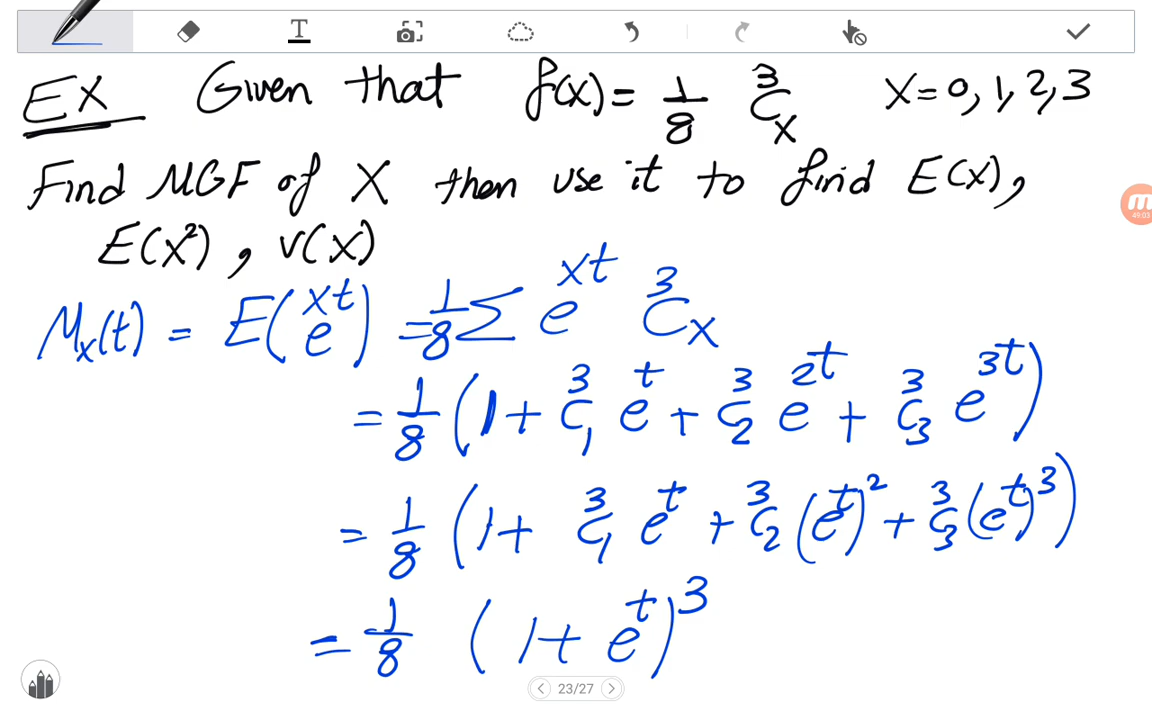 T
EX Given that f(x) = 1/8 ³Cₓ X = 0, 1, 2, 3
Find MGF of X then use it to find E(X),
E(X²), V(X)
Mₓ(t) = E(e^{xt}) = 1/8 Σ e^{xt} ³Cₓ
= 1/8 (1 + ³C₁ e^t + ³C₂ e^{2t} + ³C₃ e^{3t})
= 1/8 (1 + ³C₁ e^t + ³C₂ (e^t)² + ³C₃ (e^t)³)
= 1/8 (1 + e^t)³
M
49:03
23/27